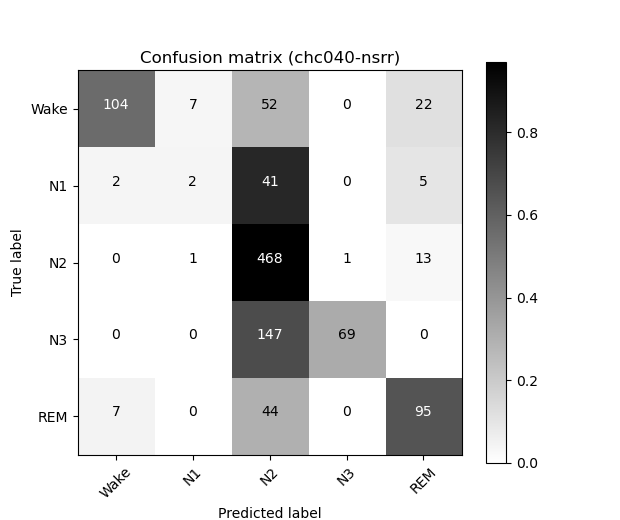 Confusion matrix (chc040-nsrr)
Wake 104 7 52 0 22
N1 2 2 41 0 5
N2 0 1 468 1 13
N3 0 0 147 69 0
REM 7 0 44 0 95
Wake N1 N2 N3 REM
Predicted label
True label
0.8
0.6
0.4
0.2
0.0